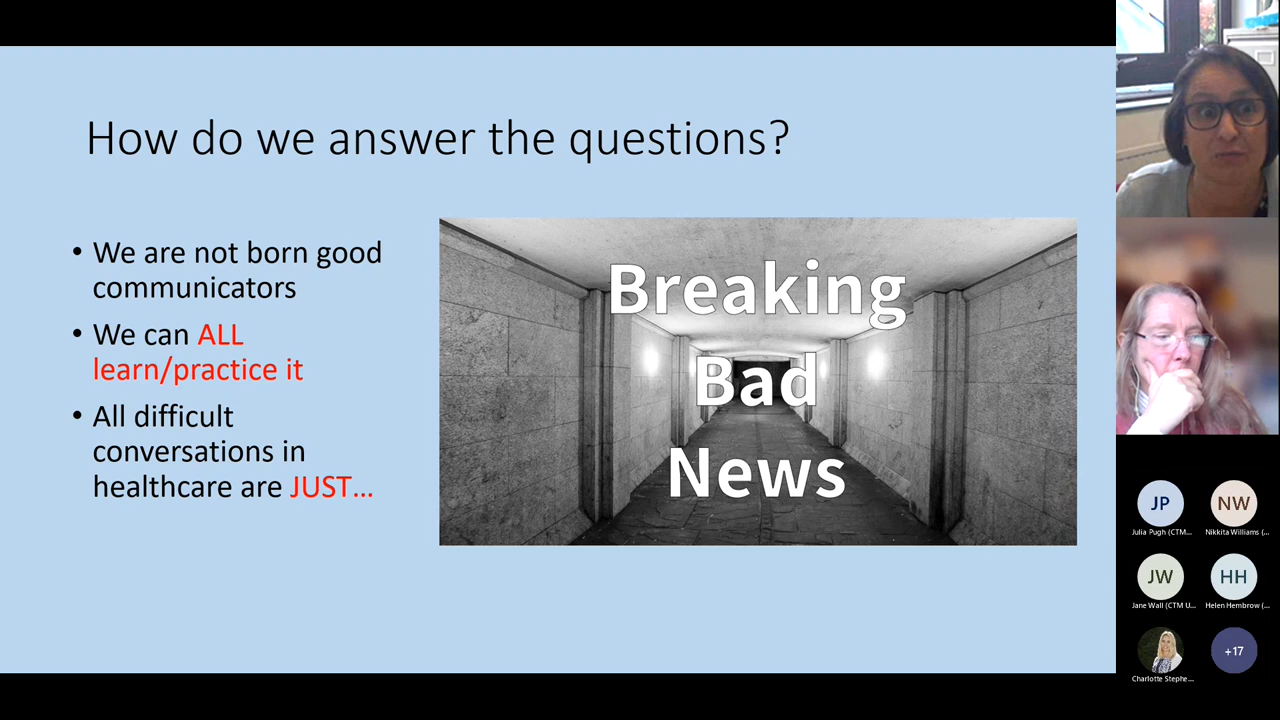 How do we answer the questions?
• We are not born good
communicators
• We can ALL
learn/practice it
• All difficult
conversations in
healthcare are JUST...
Breaking
Bad
News
JP
NW
Julia Pugh (CTM...
Nikkita Williams (...
JW
HH
Jane Wall (CTM U...
Helen Hembrow (...
+17
Charlotte Stephe...